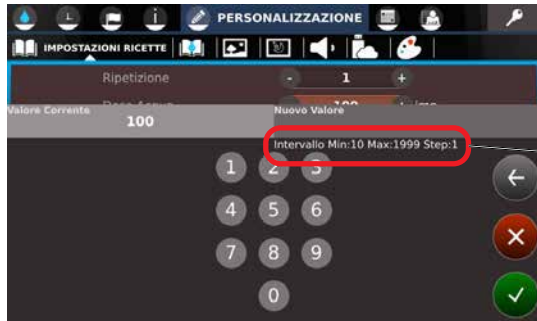 PERSONALIZZAZIONE
IMPOSTAZIONI RICETTE
Ripetizione - 1 +
Valore Corrente Nuovo Valore
100
Intervallo Min:10 Max:1999 Step:1
1 2 3
4 5 6
7 8 9
0